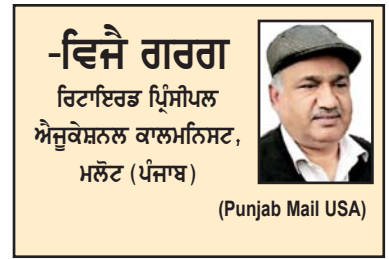 -ਵਿਜੈ ਗਰਗ
ਰਿਟਾਇਰਡ ਪ੍ਰਿੰਸੀਪਲ
ਐਜੂਕੇਸ਼ਨਲ ਕਾਲਮਨਿਸਟ,
ਮਲੋਟ (ਪੰਜਾਬ)
(Punjab Mail USA)